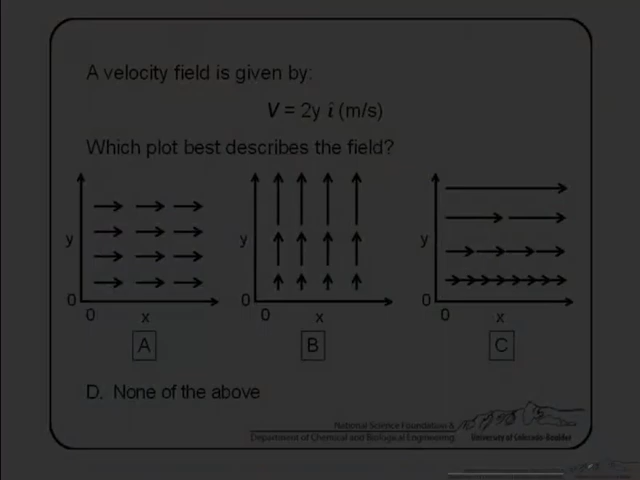 A velocity field is given by:
V = 2y i (m/s)
Which plot best describes the field?
y y y
0 0 0
0 x 0 x 0 x
A B C
D. None of the above
National Science Foundation &
Department of Chemical and Biological Engineering University of Colorado-Boulder